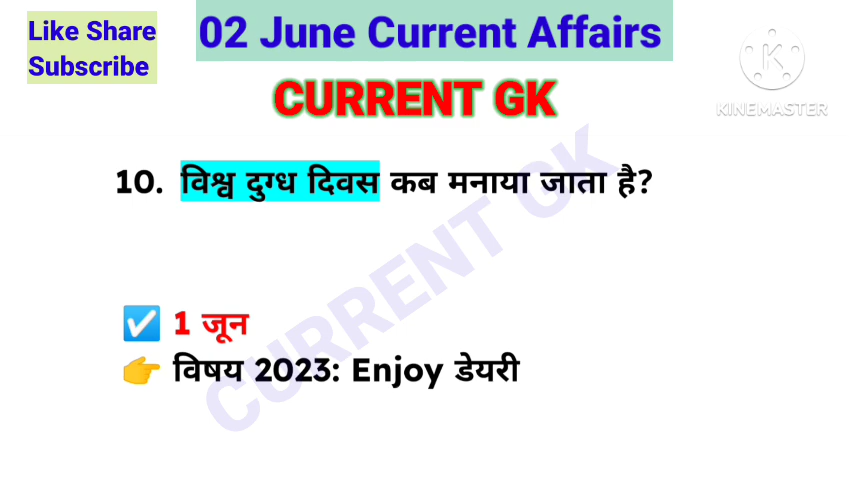 Like Share
Subscribe
02 June Current Affairs
CURRENT GK
KINEMASTER
10. विश्व दुग्ध दिवस कब मनाया जाता है?
CURRENT GK
☑️ 1 जून
👉 विषय 2023: Enjoy डेयरी